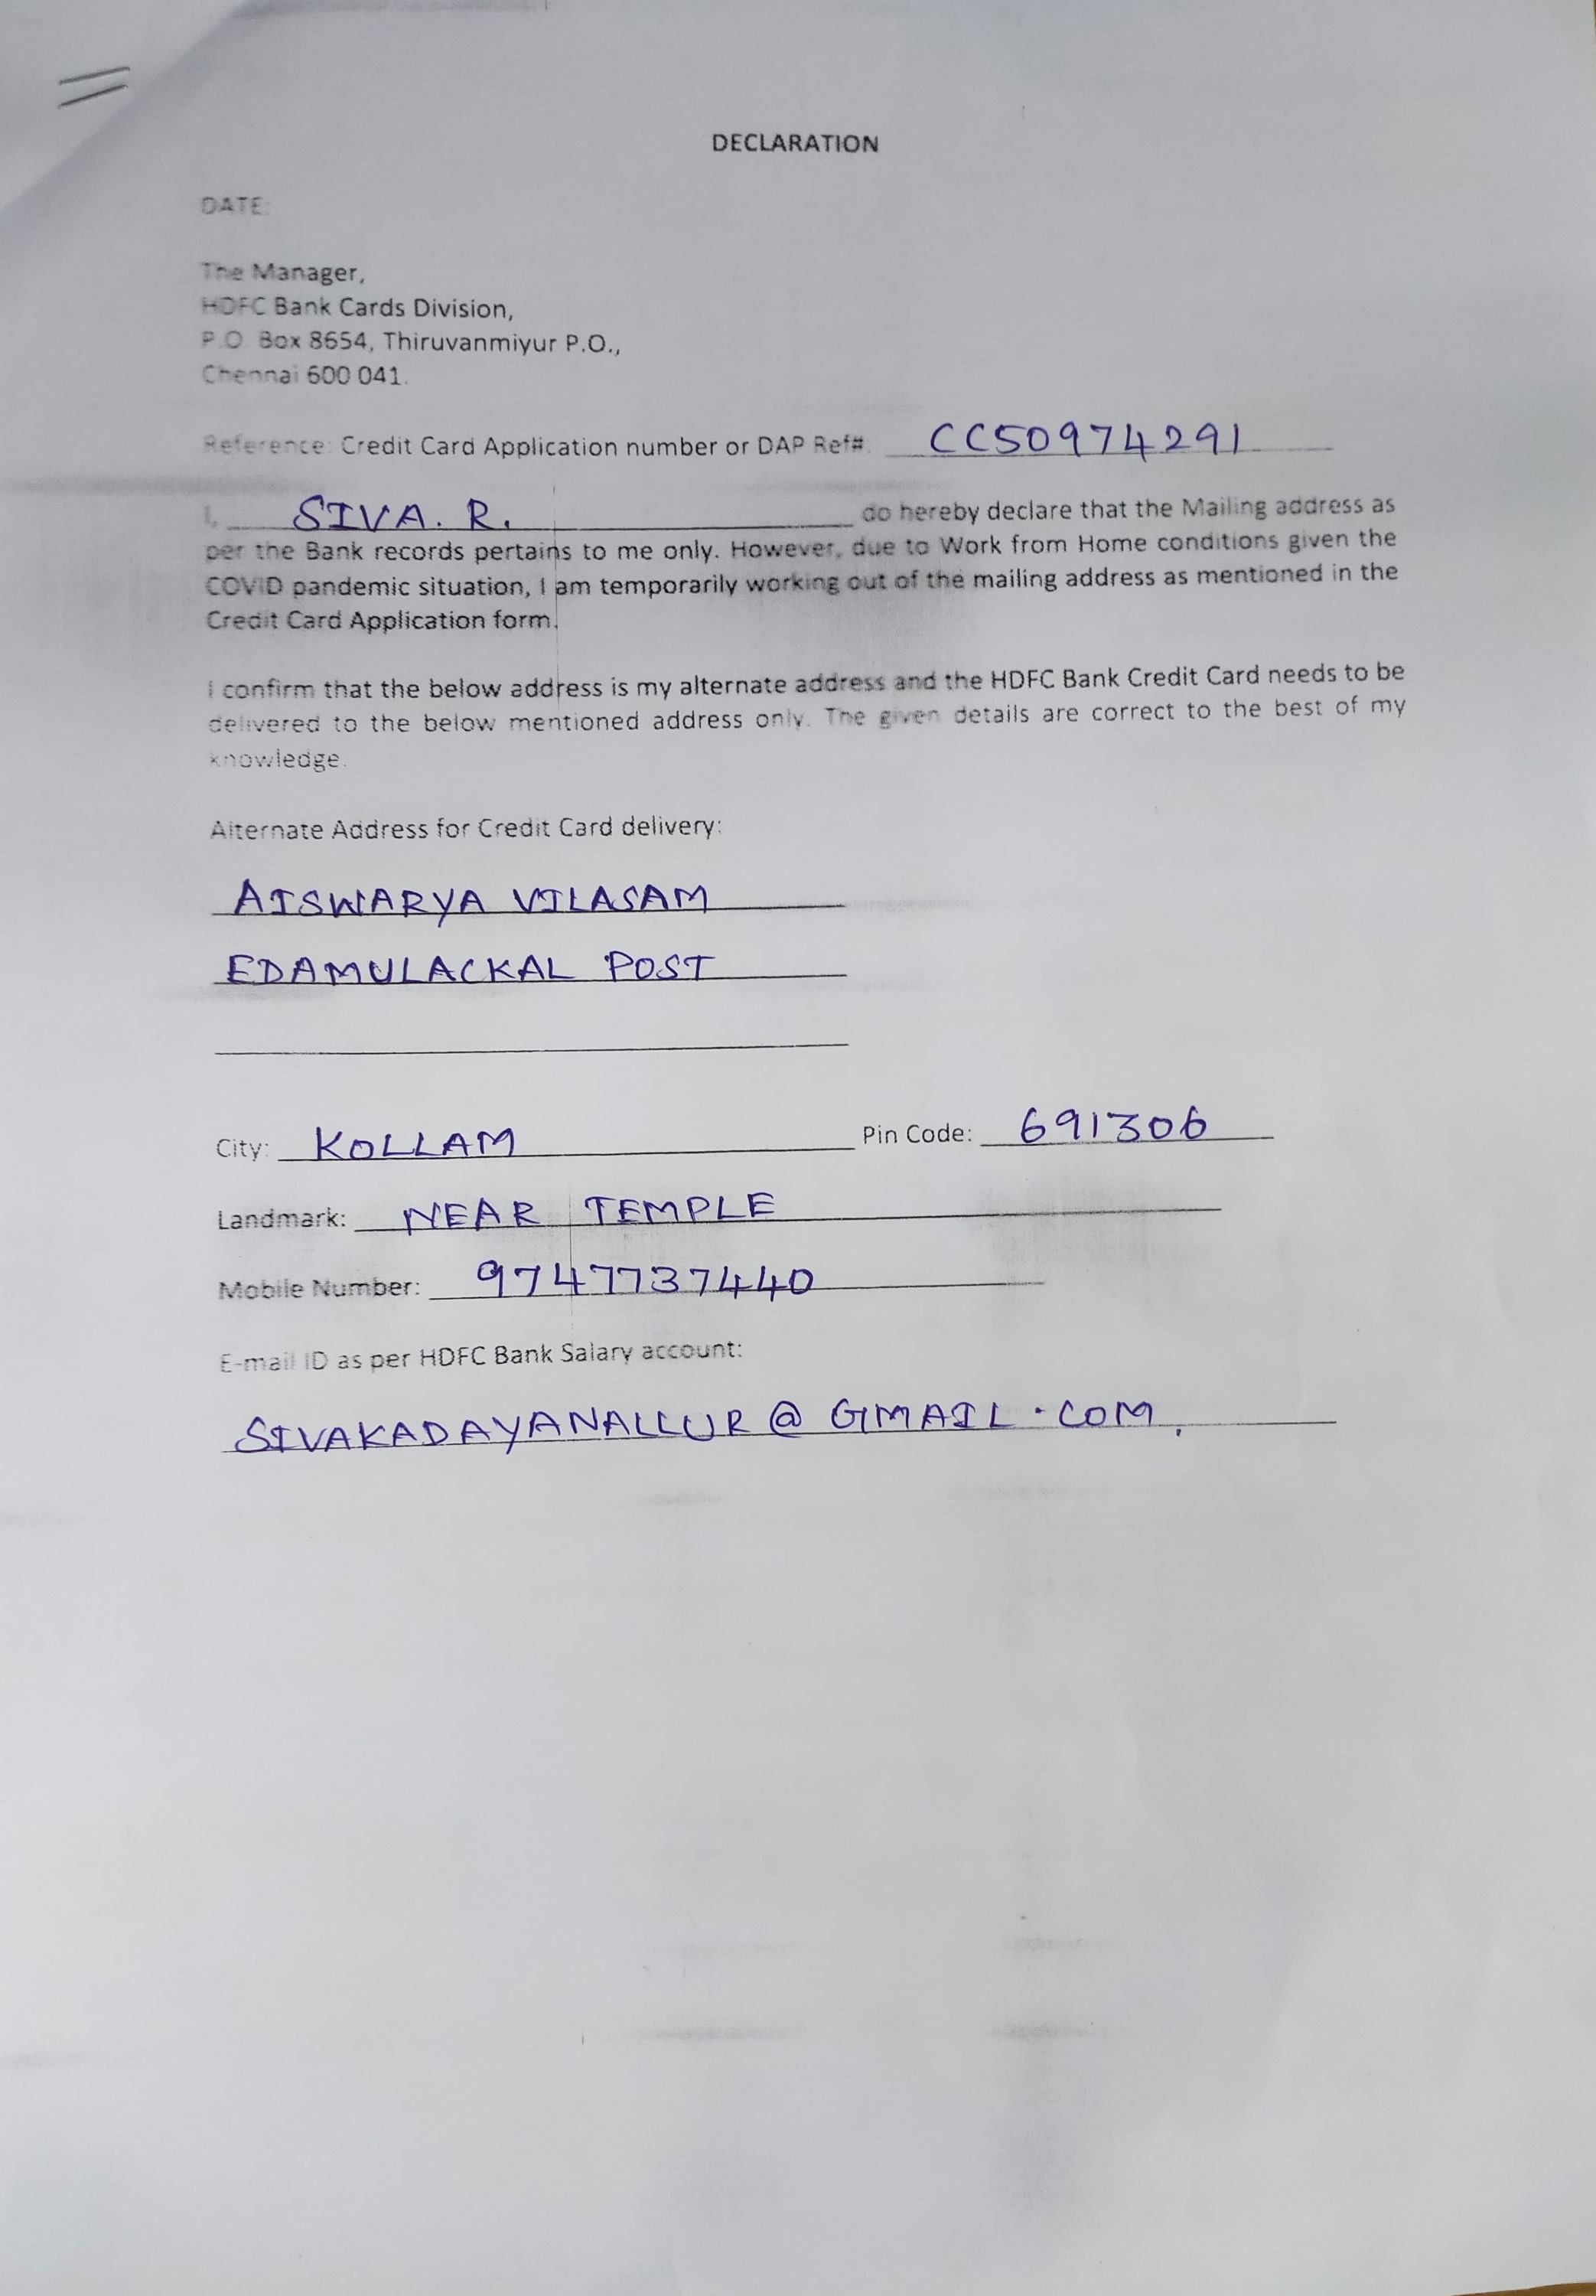 DECLARATION
DATE:
The Manager,
HDFC Bank Cards Division,
P.O. Box 8654, Thiruvanmiyur P.O.,
Chennai 600 041.
Reference: Credit Card Application number or DAP Ref#. CC50974291
I, SIVA. R. do hereby declare that the Mailing address as
per the Bank records pertains to me only. However, due to Work from Home conditions given the
COVID pandemic situation, I am temporarily working out of the mailing address as mentioned in the
Credit Card Application form.
I confirm that the below address is my alternate address and the HDFC Bank Credit Card needs to be
delivered to the below mentioned address only. The given details are correct to the best of my
knowledge.
Alternate Address for Credit Card delivery:
AISWARYA VILASAM
EDAMULACKAL POST
City: KOLLAM Pin Code: 691306
Landmark: NEAR TEMPLE
Mobile Number: 9747737440
E-mail ID as per HDFC Bank Salary account:
SIVAKADAYANALLUR@GMAIL.COM.